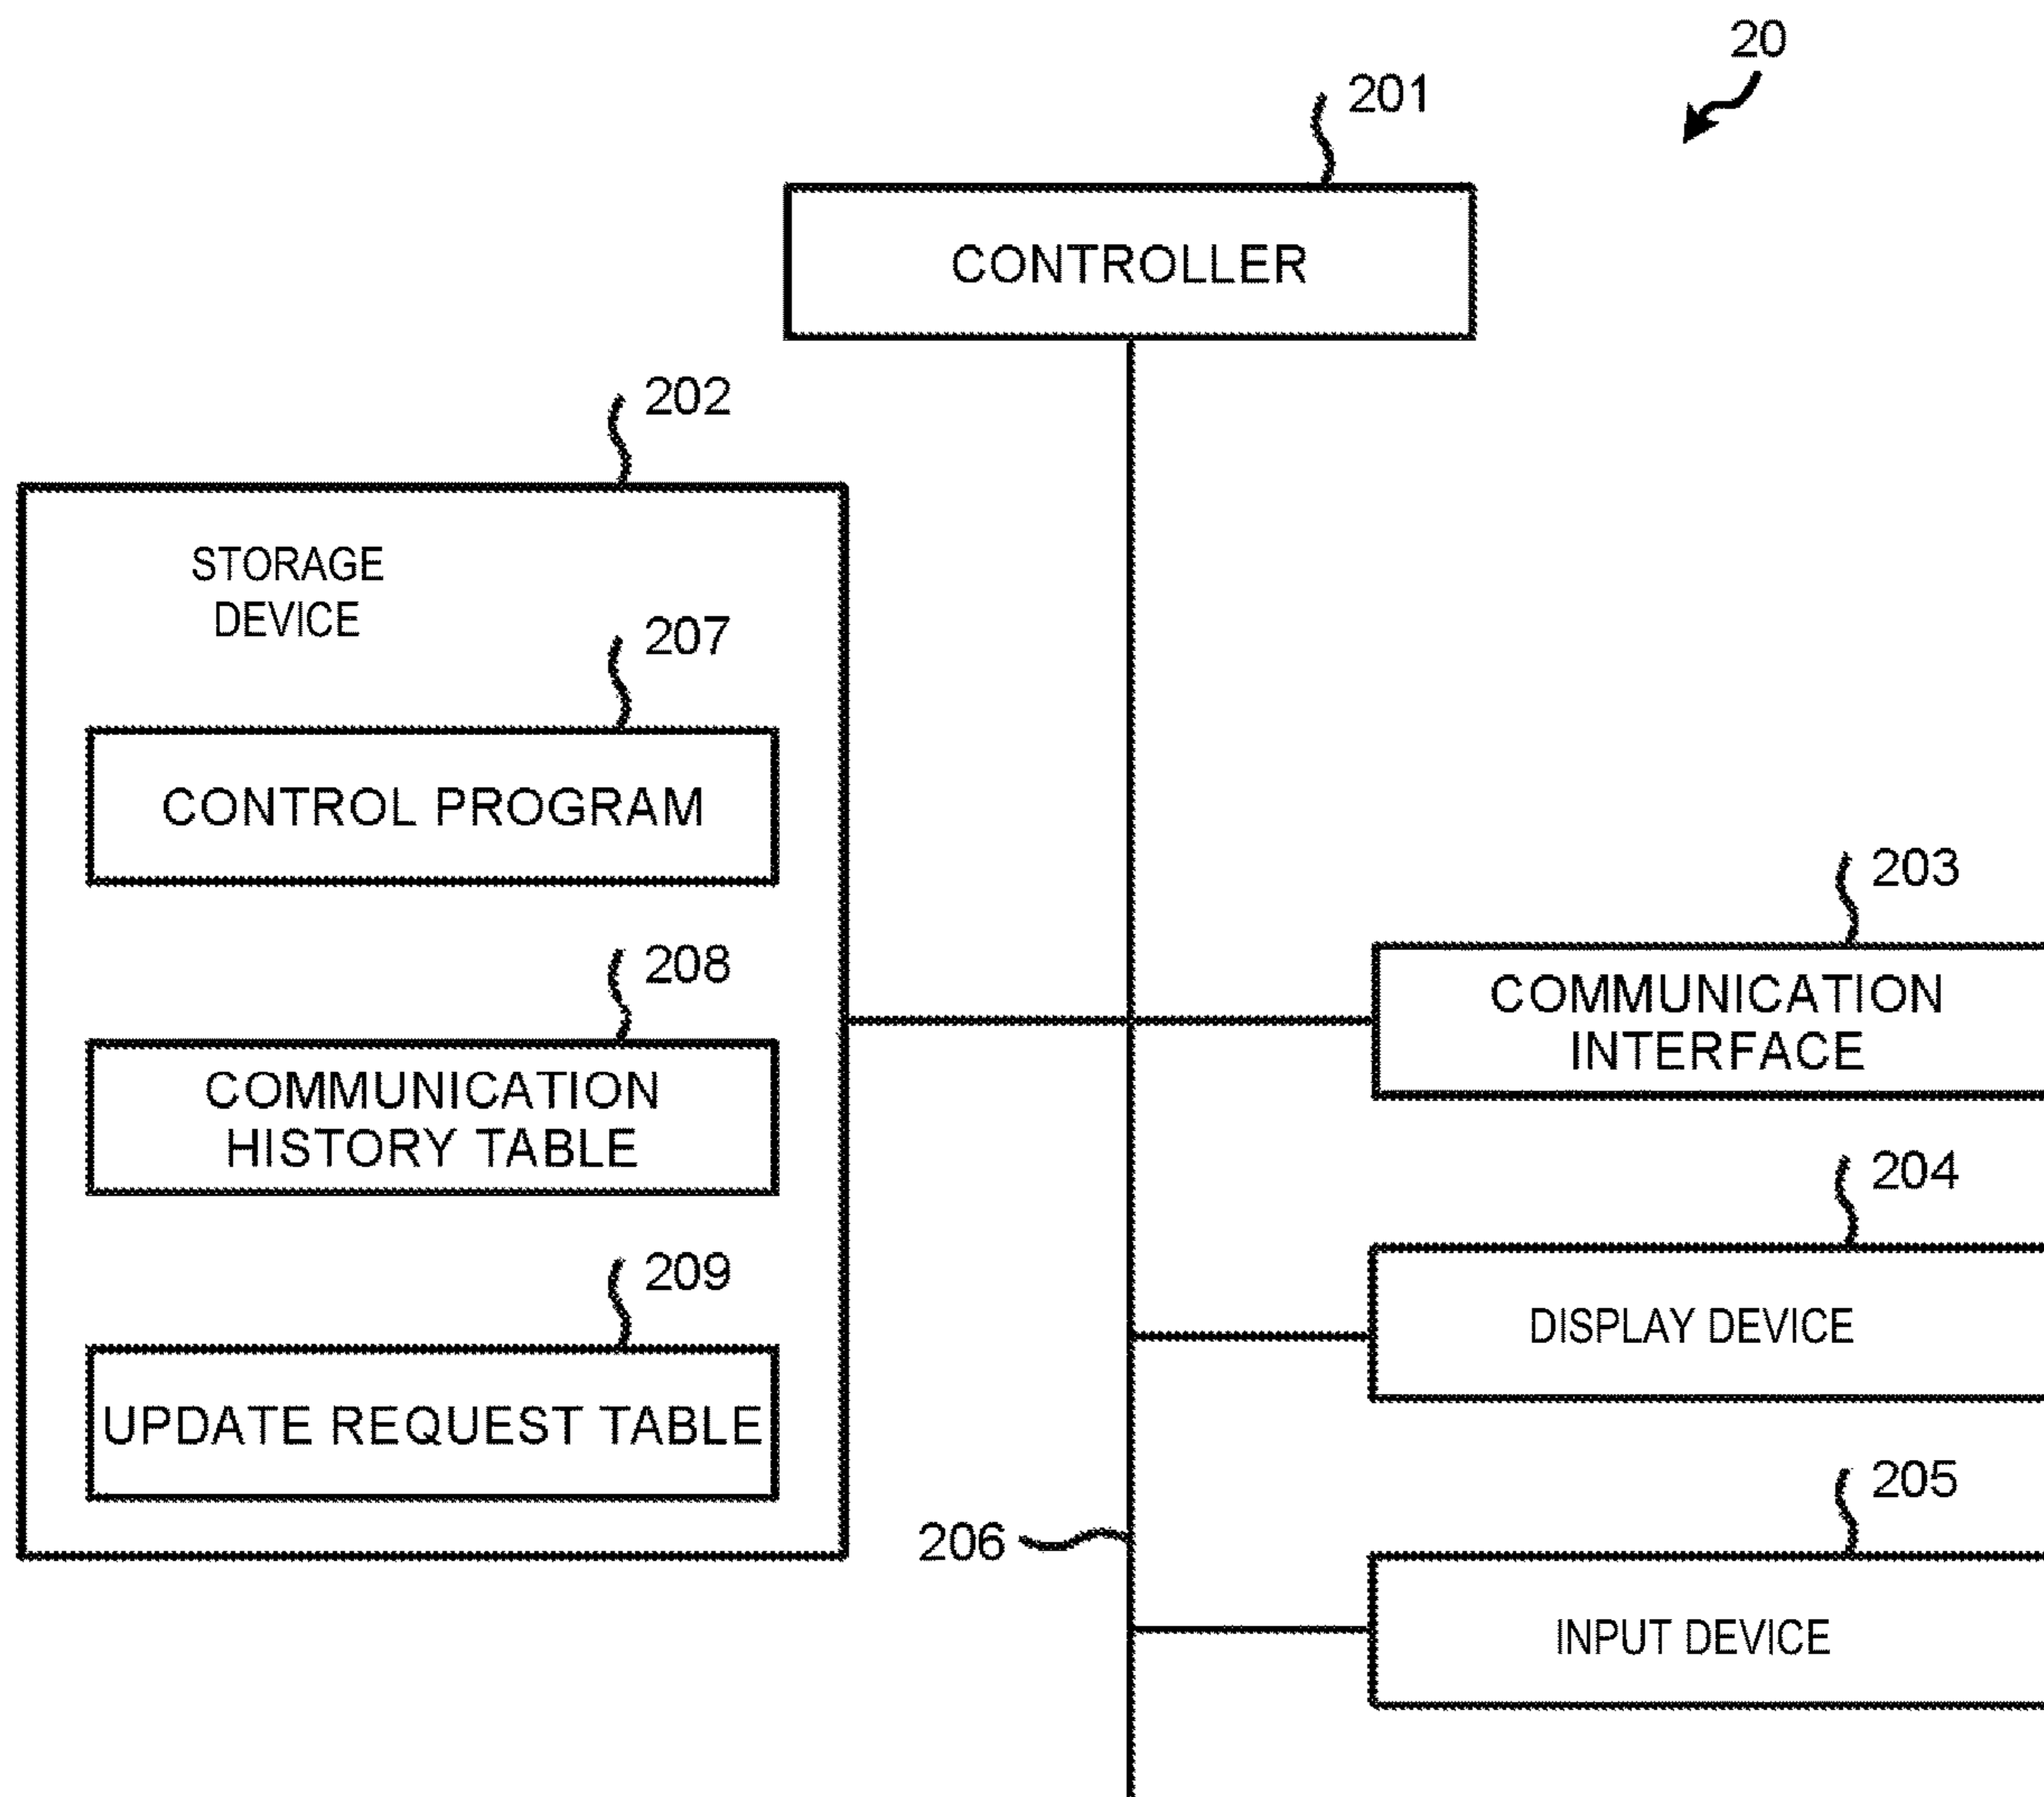 20
201
CONTROLLER
202
STORAGE
DEVICE
207
CONTROL PROGRAM
208
COMMUNICATION
HISTORY TABLE
209
UPDATE REQUEST TABLE
203
COMMUNICATION
INTERFACE
204
DISPLAY DEVICE
205
INPUT DEVICE
206